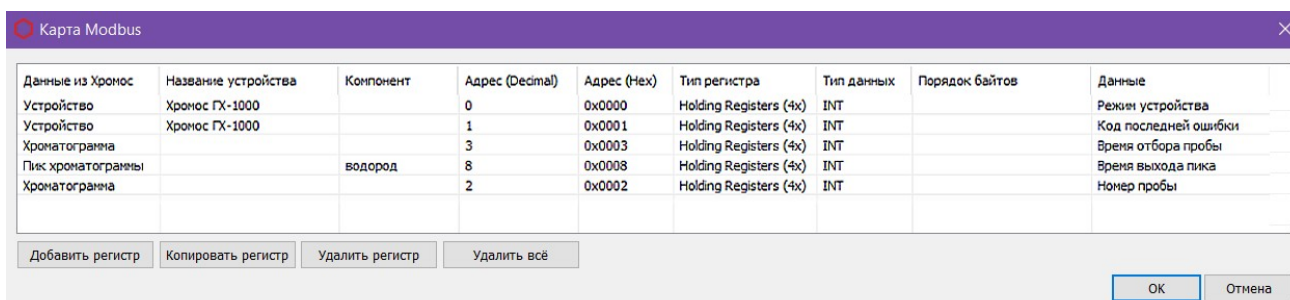 Карта Modbus
Данные из Хромос Название устройства Компонент Адрес (Decimal) Адрес (Hex) Тип регистра Тип данных Порядок байтов Данные
Устройство Хромос ГХ-1000 0 0x0000 Holding Registers (4x) INT Режим устройства
Устройство Хромос ГХ-1000 1 0x0001 Holding Registers (4x) INT Код последней ошибки
Хроматограмма 3 0x0003 Holding Registers (4x) INT Время отбора пробы
Пик хроматограммы водород 8 0x0008 Holding Registers (4x) INT Время выхода пика
Хроматограмма 2 0x0002 Holding Registers (4x) INT Номер пробы
Добавить регистр Копировать регистр Удалить регистр Удалить всё
OK Отмена